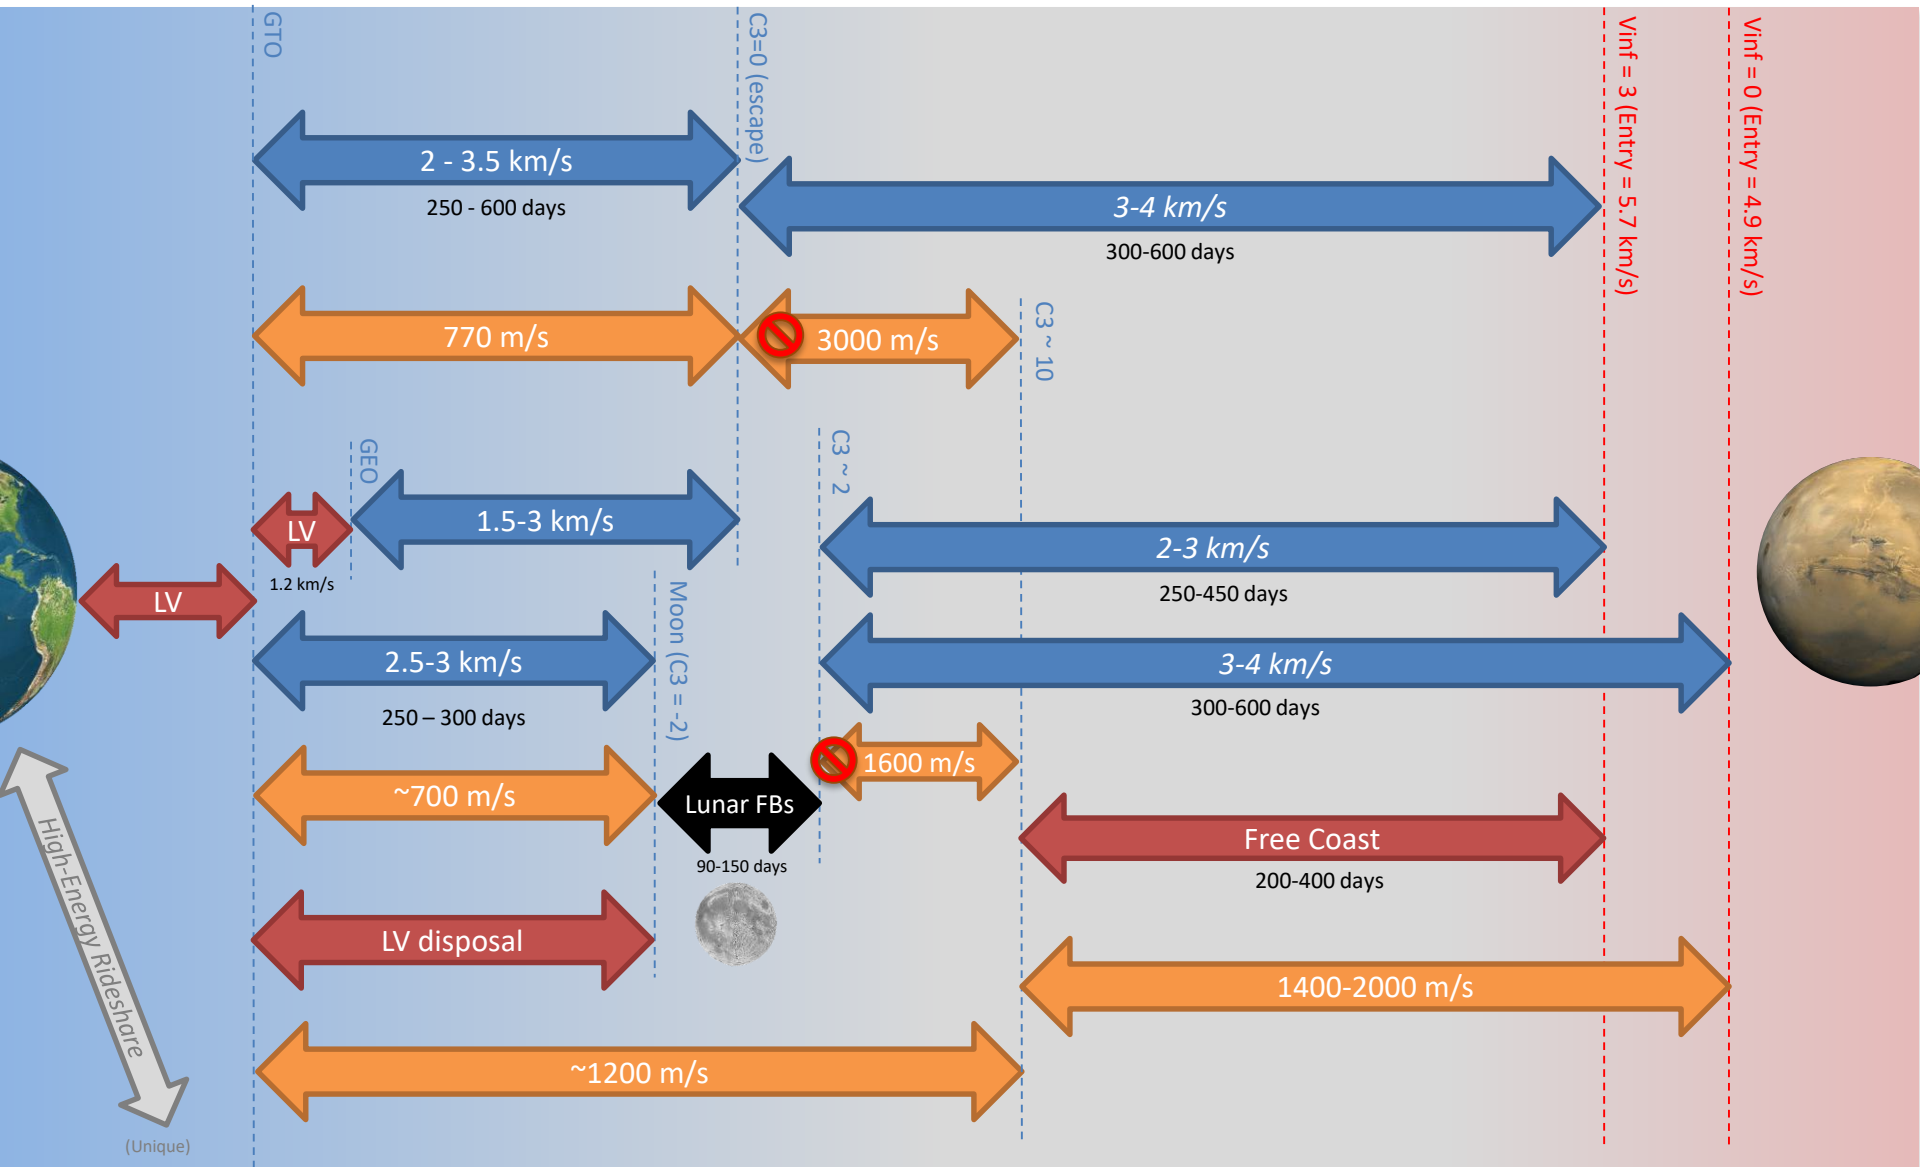 GTO
C3=0 (escape)
Vinf = 3 (Entry = 5.7 km/s)
Vinf = 0 (Entry = 4.9 km/s)
2 - 3.5 km/s
250 - 600 days
3-4 km/s
300-600 days
770 m/s
3000 m/s
C3 ~ 10
GEO
C3 ~ 2
LV
1.2 km/s
1.5-3 km/s
2-3 km/s
250-450 days
LV
Moon (C3 = -2)
2.5-3 km/s
250 – 300 days
3-4 km/s
300-600 days
~700 m/s
Lunar FBs
90-150 days
1600 m/s
Free Coast
200-400 days
High-Energy Rideshare
(Unique)
LV disposal
1400-2000 m/s
~1200 m/s